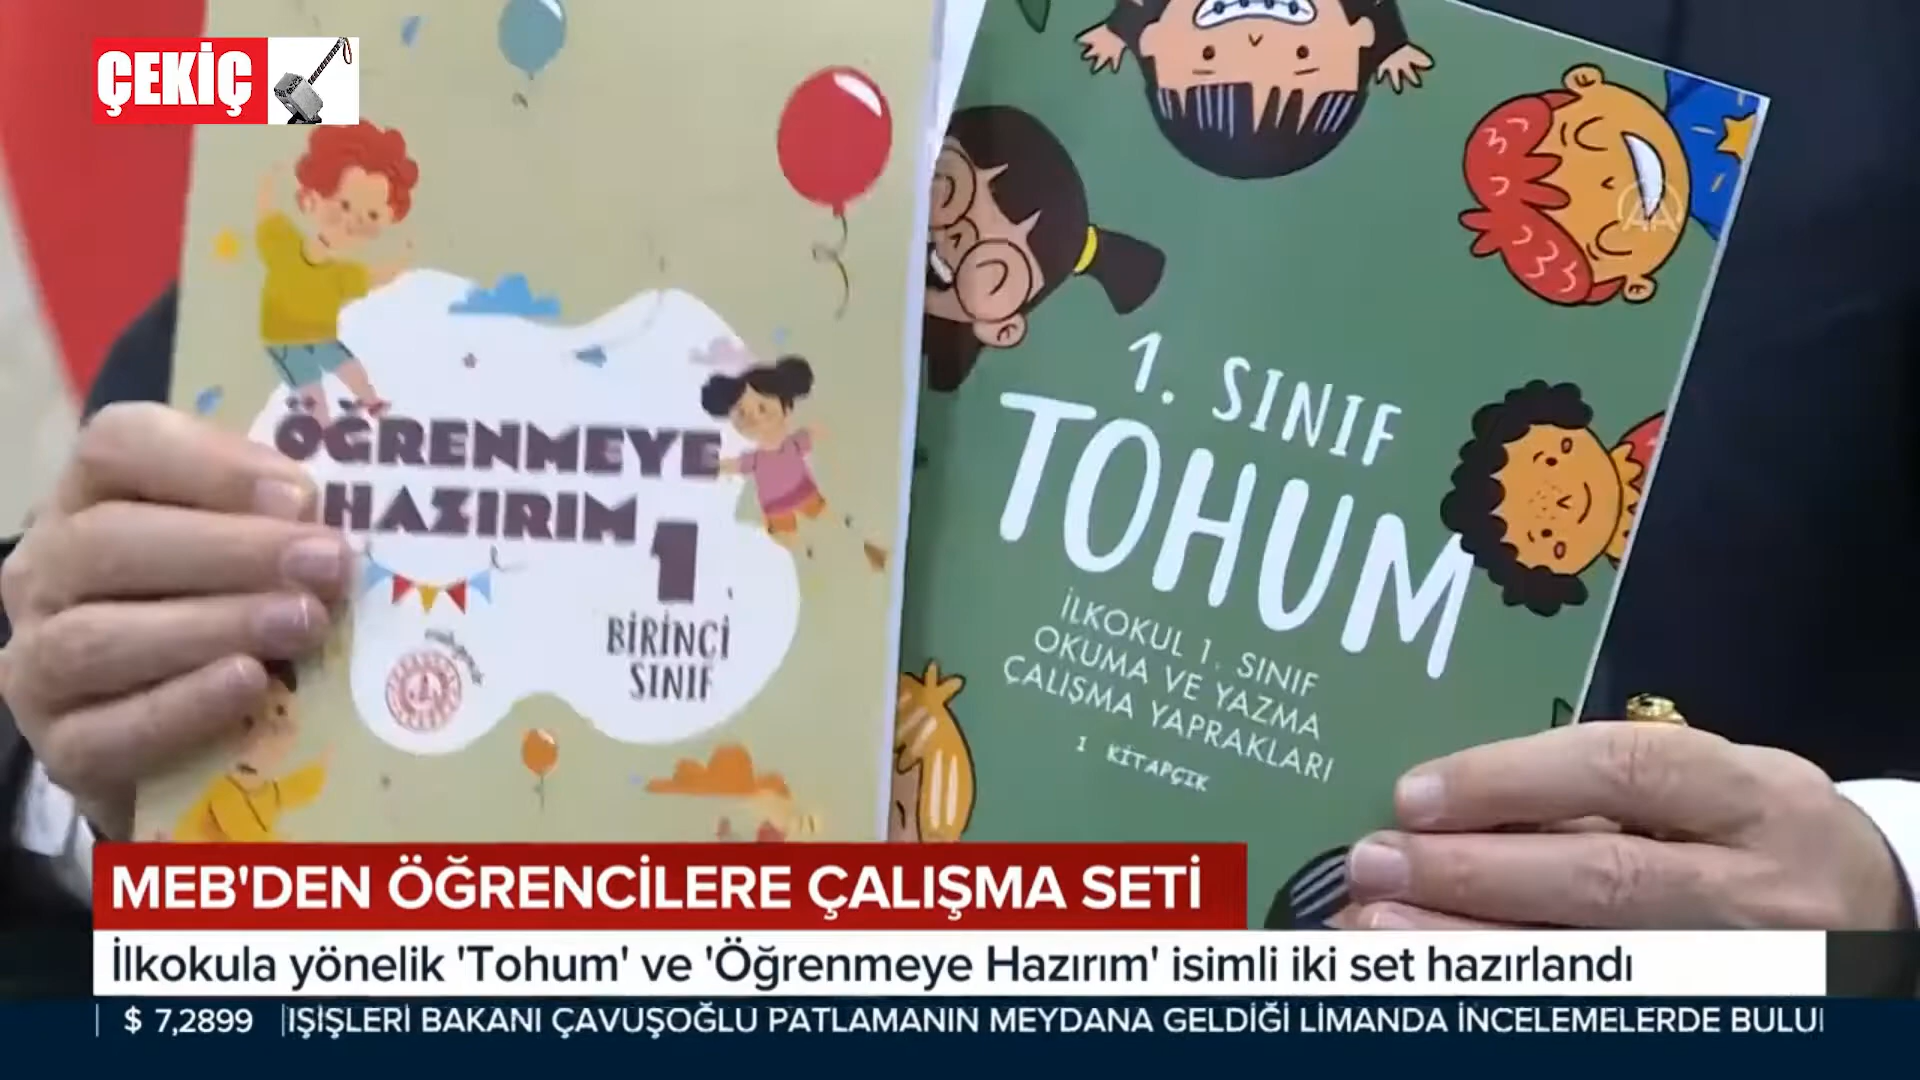 ÇEKİÇ
ÖĞRENMEYE
HAZIRIM
1
BİRİNCİ
SINIF
1. SINIF
TOHUM
İLKOKUL 1. SINIF
OKUMA VE YAZMA
ÇALIŞMA YAPRAKLARI
I KİTAPÇIK
AA
MEB'DEN ÖĞRENCİLERE ÇALIŞMA SETİ
İlkokula yönelik 'Tohum' ve 'Öğrenmeye Hazırım' isimli iki set hazırlandı
$ 7,2899 IŞİŞLERİ BAKANI ÇAVUŞOĞLU PATLAMANIN MEYDANA GELDİĞİ LİMANDA İNCELEMELERDE BULU